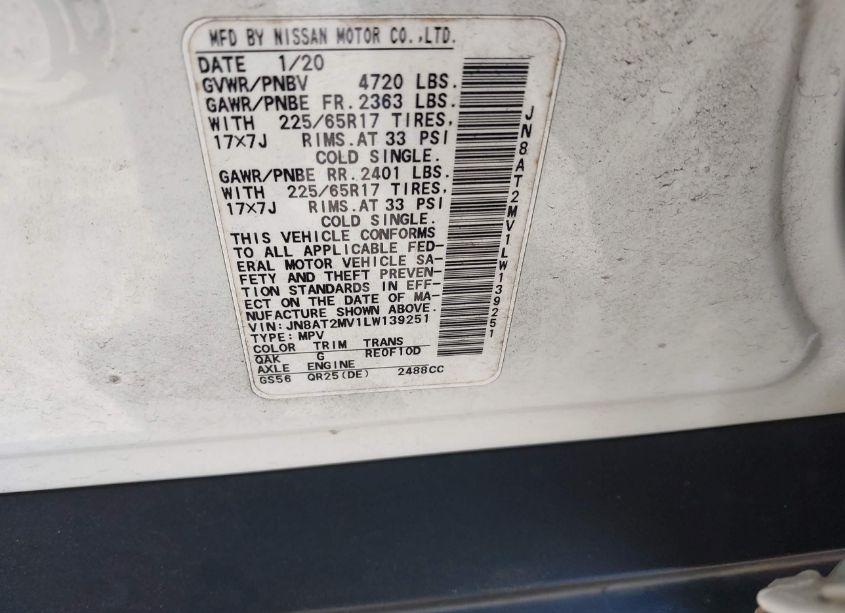 MFD BY NISSAN MOTOR CO.,LTD.
DATE 1/20
GVWR/PNBV 4720 LBS.
GAWR/PNBE FR. 2363 LBS.
WITH 225/65R17 TIRES,
17×7J RIMS.AT 33 PSI
COLD SINGLE.
GAWR/PNBE RR. 2401 LBS.
WITH 225/65R17 TIRES,
17×7J RIMS.AT 33 PSI
COLD SINGLE.
THIS VEHICLE CONFORMS
TO ALL APPLICABLE FED-
ERAL MOTOR VEHICLE SA-
FETY AND THEFT PREVEN-
TION STANDARDS IN EFF-
ECT ON THE DATE OF MA-
NUFACTURE SHOWN ABOVE.
VIN: JN8AT2MV1LW139251
TYPE: MPV
COLOR TRIM TRANS
QAK G RE0F10D
AXLE ENGINE
GS56 QR25(DE) 2488CC
JN8AT2MV1LW139251